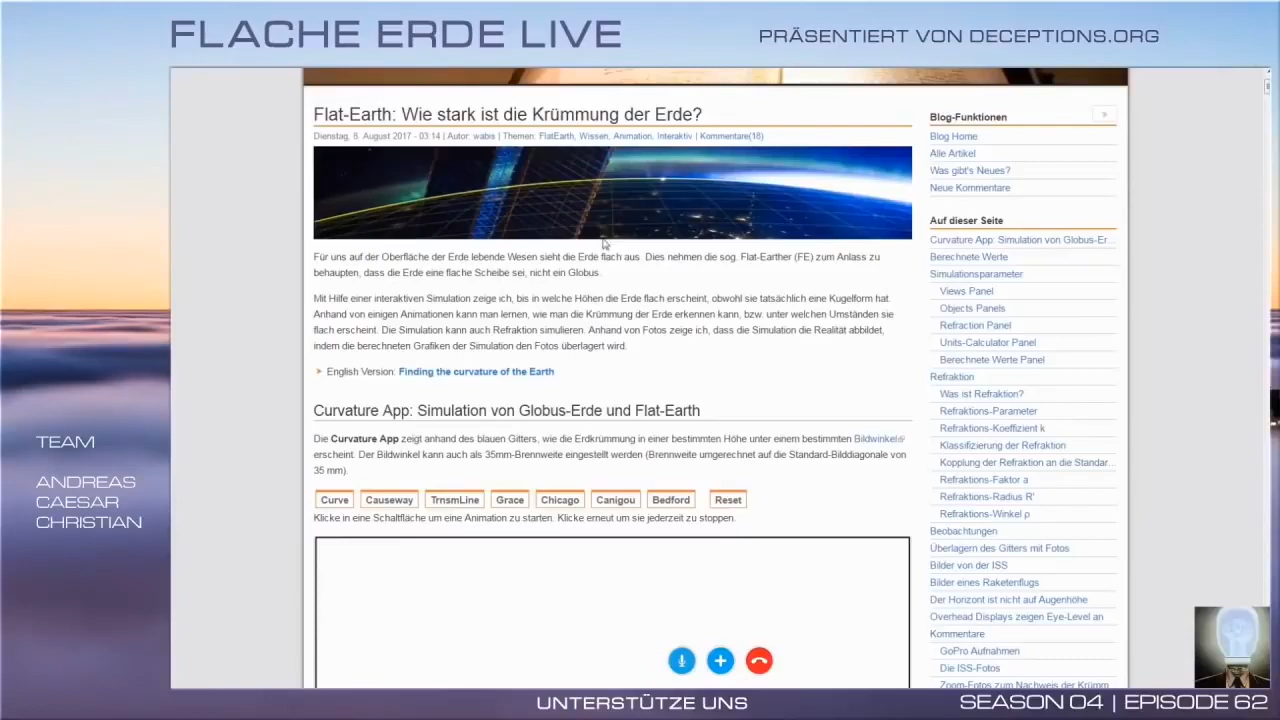 FLACHE ERDE LIVE
PRÄSENTIERT VON DECEPTIONS.ORG
Flat-Earth: Wie stark ist die Krümmung der Erde?
Dienstag, 8. August 2017 - 03:14 | Autor: wabis | Themen: FlatEarth, Wissen, Animation, Interaktiv | Kommentare(18)
Für uns auf der Oberfläche der Erde lebende Wesen sieht die Erde flach aus. Dies nehmen die sog. Flat-Earther (FE) zum Anlass zu
behaupten, dass die Erde eine flache Scheibe sei, nicht ein Globus.
Mit Hilfe einer interaktiven Simulation zeige ich, bis in welche Höhen die Erde flach erscheint, obwohl sie tatsächlich eine Kugelform hat.
Anhand von einigen Animationen kann man lernen, wie man die Krümmung der Erde erkennen kann, bzw. unter welchen Umständen sie
flach erscheint. Die Simulation kann auch Refraktion simulieren. Anhand von Fotos zeige ich, dass die Simulation die Realität abbildet,
indem die berechneten Grafiken der Simulation den Fotos überlagert wird.
English Version: Finding the curvature of the Earth
Curvature App: Simulation von Globus-Erde und Flat-Earth
Die Curvature App zeigt anhand des blauen Gitters, wie die Erdkrümmung in einer bestimmten Höhe unter einem bestimmten Bildwinkel
erscheint. Der Bildwinkel kann auch als 35mm-Brennweite eingestellt werden (Brennweite umgerechnet auf die Standard-Bilddiagonale von
35 mm).
Curve Causeway TrnsmLine Grace Chicago Canigou Bedford Reset
Klicke in eine Schaltfläche um eine Animation zu starten. Klicke erneut um sie jederzeit zu stoppen.
»
Blog-Funktionen
Blog Home
Alle Artikel
Was gibt's Neues?
Neue Kommentare
Auf dieser Seite
Curvature App: Simulation von Globus-Er...
Berechnete Werte
Simulationsparameter
Views Panel
Objects Panels
Refraction Panel
Units-Calculator Panel
Berechnete Werte Panel
Refraktion
Was ist Refraktion?
Refraktions-Parameter
Refraktions-Koeffizient k
Klassifizierung der Refraktion
Kopplung der Refraktion an die Standar...
Refraktions-Faktor a
Refraktions-Radius R'
Refraktions-Winkel ρ
Beobachtungen
Überlagern des Gitters mit Fotos
Bilder von der ISS
Bilder eines Raketenflugs
Der Horizont ist nicht auf Augenhöhe
Overhead Displays zeigen Eye-Level an
Kommentare
GoPro Aufnahmen
Die ISS-Fotos
Zoom-Fotos zum Nachweis der Krümm...
TEAM
ANDREAS
CAESAR
CHRISTIAN
UNTERSTÜTZE UNS
SEASON 04 | EPISODE 62